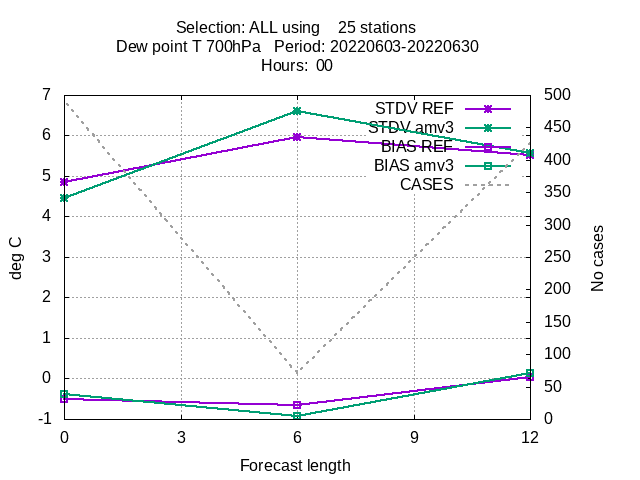 Selection: ALL using    25 stations
Dew point T 700hPa   Period: 20220603-20220630
Hours:  00
STDV REF
STDV amv3
BIAS REF
BIAS amv3
CASES
7
6
5
4
3
2
1
0
-1
500
450
400
350
300
250
200
150
100
50
0
deg C
No cases
0 3 6 9 12
Forecast length